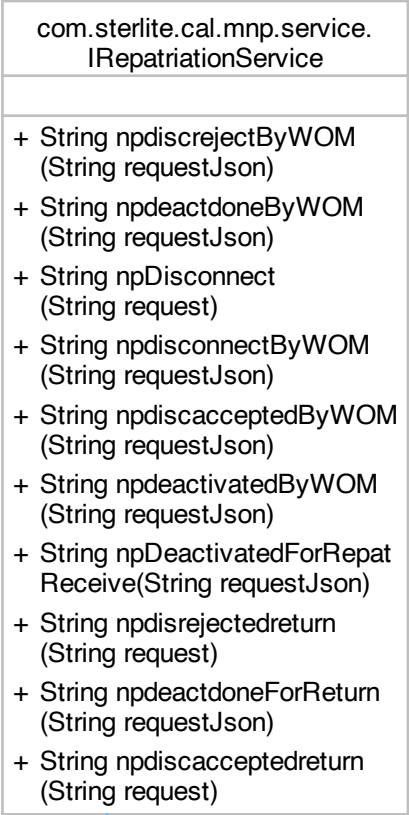 com.sterlite.cal.mnp.service.
IRepatriationService
+ String npdiscrejectByWOM
(String requestJson)
+ String npdeactdoneByWOM
(String requestJson)
+ String npDisconnect
(String request)
+ String npdisconnectByWOM
(String requestJson)
+ String npdiscacceptedByWOM
(String requestJson)
+ String npdeactivatedByWOM
(String requestJson)
+ String npDeactivatedForRepat
Receive(String requestJson)
+ String npdisrejectedreturn
(String request)
+ String npdeactdoneForReturn
(String requestJson)
+ String npdiscacceptedreturn
(String request)